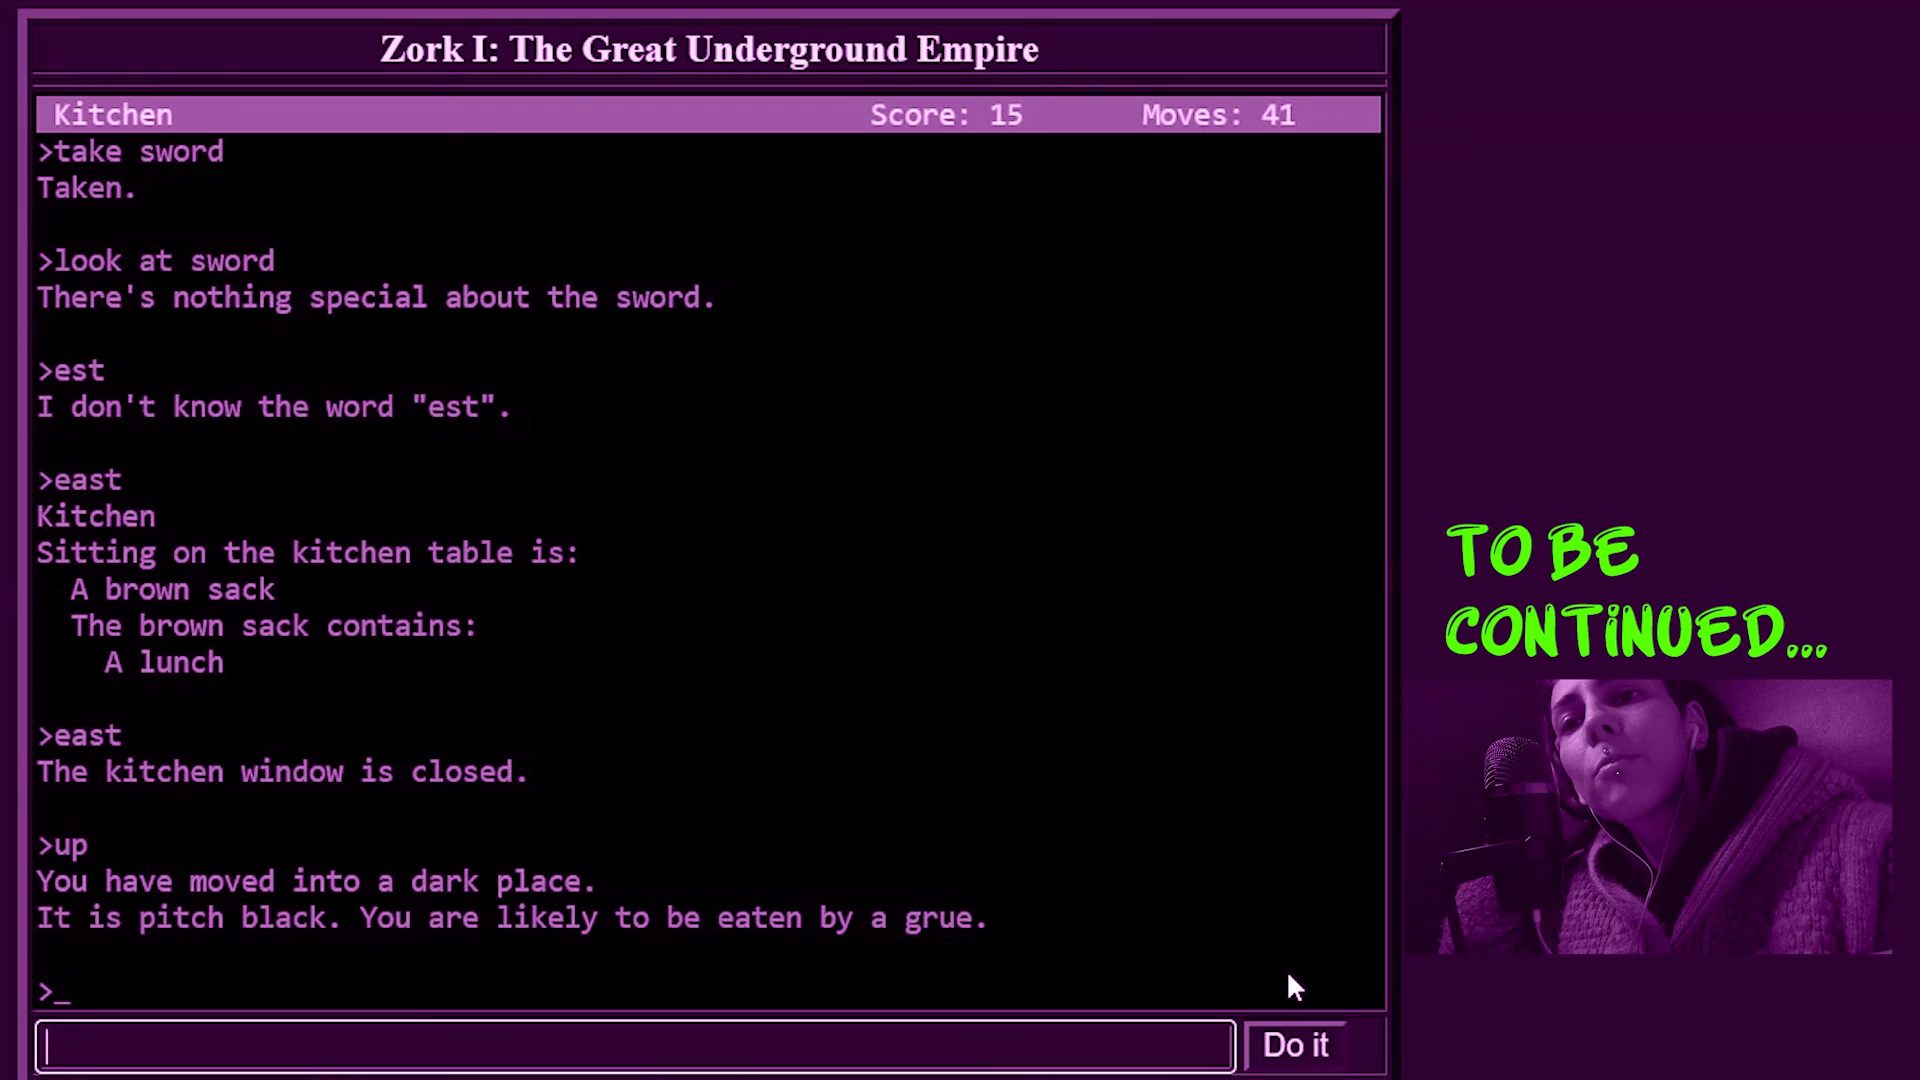 Zork I: The Great Underground Empire
Kitchen Score: 15 Moves: 41
>take sword
Taken.
>look at sword
There's nothing special about the sword.
>est
I don't know the word "est".
>east
Kitchen
Sitting on the kitchen table is:
A brown sack
The brown sack contains:
A lunch
>east
The kitchen window is closed.
>up
You have moved into a dark place.
It is pitch black. You are likely to be eaten by a grue.
>_
Do it
TO BE
CONTINUED...